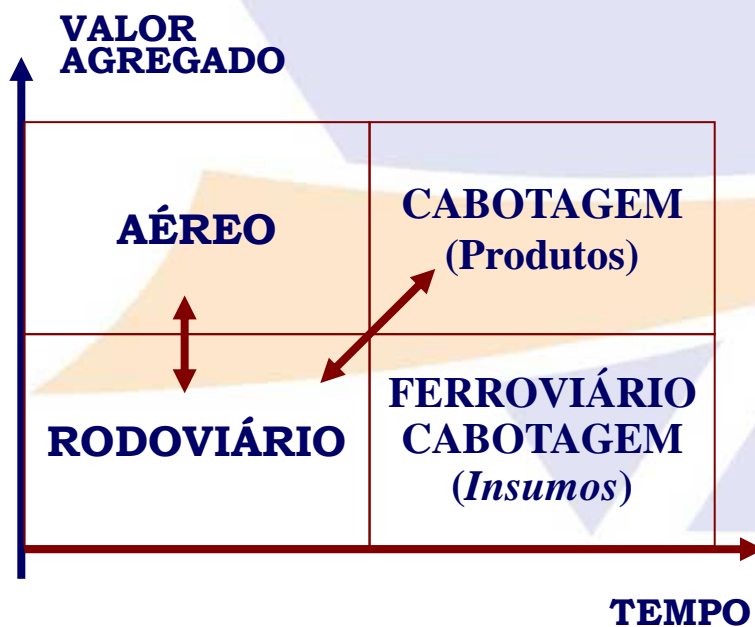 VALOR
AGREGADO
AÉREO
CABOTAGEM
(Produtos)
RODOVIÁRIO
FERROVIÁRIO
CABOTAGEM
(Insumos)
TEMPO